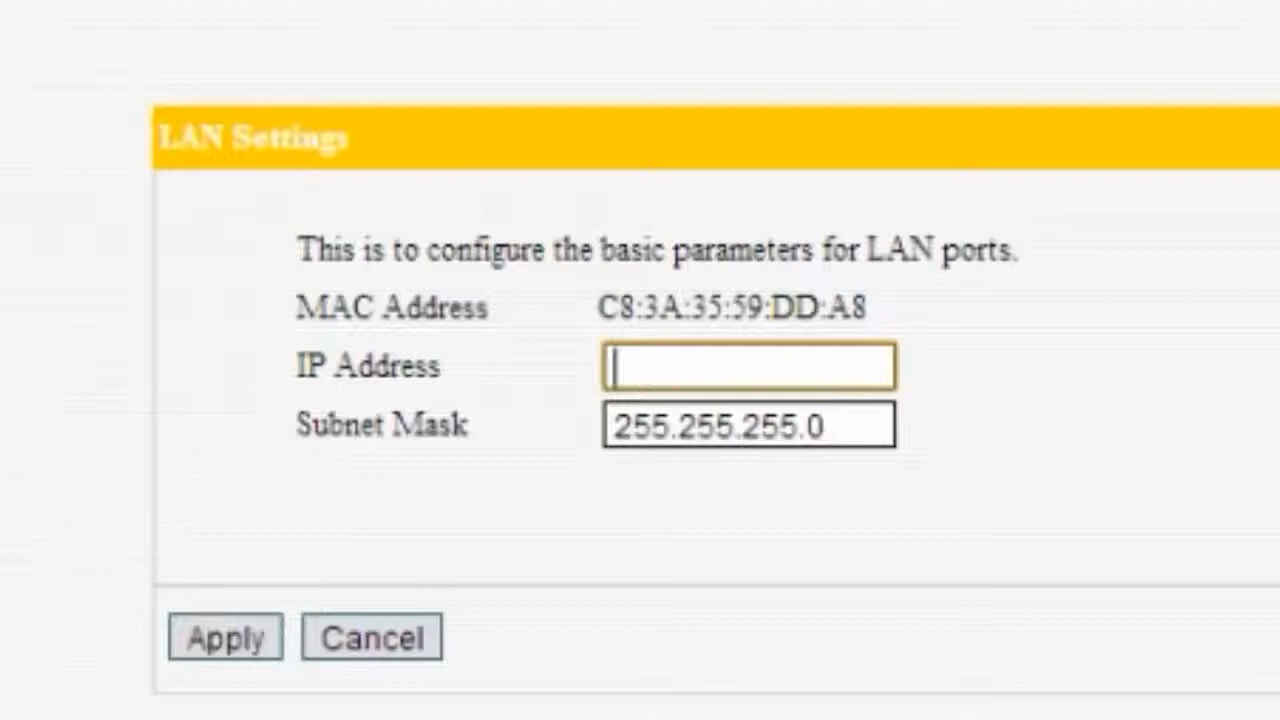 LAN Settings
This is to configure the basic parameters for LAN ports.
MAC Address C8:3A:35:59:DD:A8
IP Address
Subnet Mask 255.255.255.0
Apply Cancel